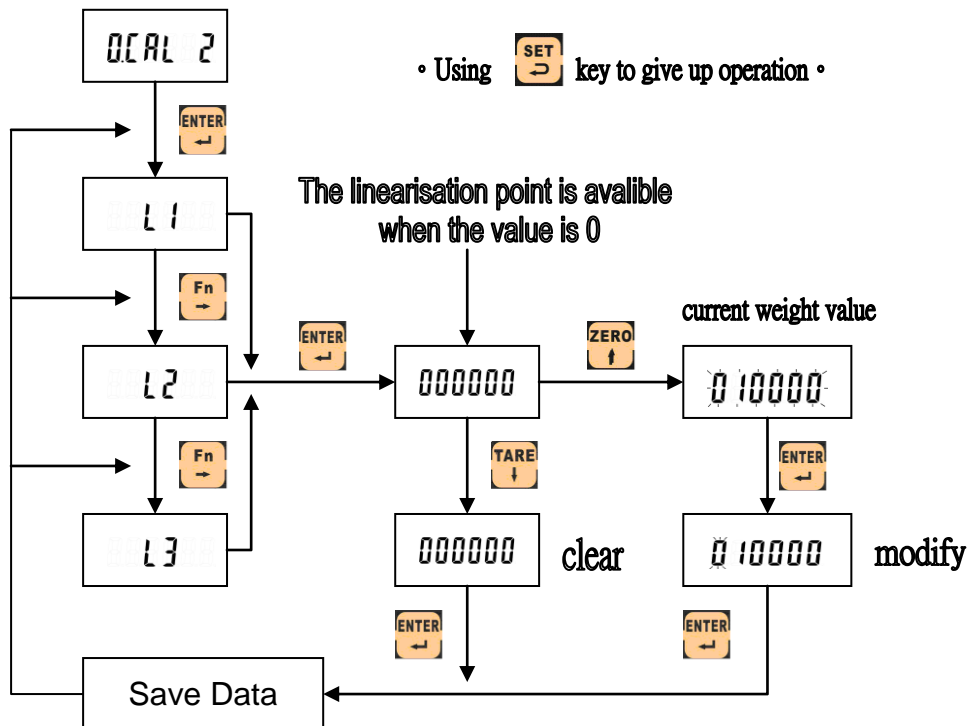 0.CAL 2
◦ Using SET key to give up operation ◦
ENTER
L1
The linearisation point is avalible
when the value is 0
Fn
ENTER
ZERO
current weight value
L2
000000
010000
Fn
TARE
ENTER
L3
000000
clear
010000
modify
ENTER
ENTER
Save Data